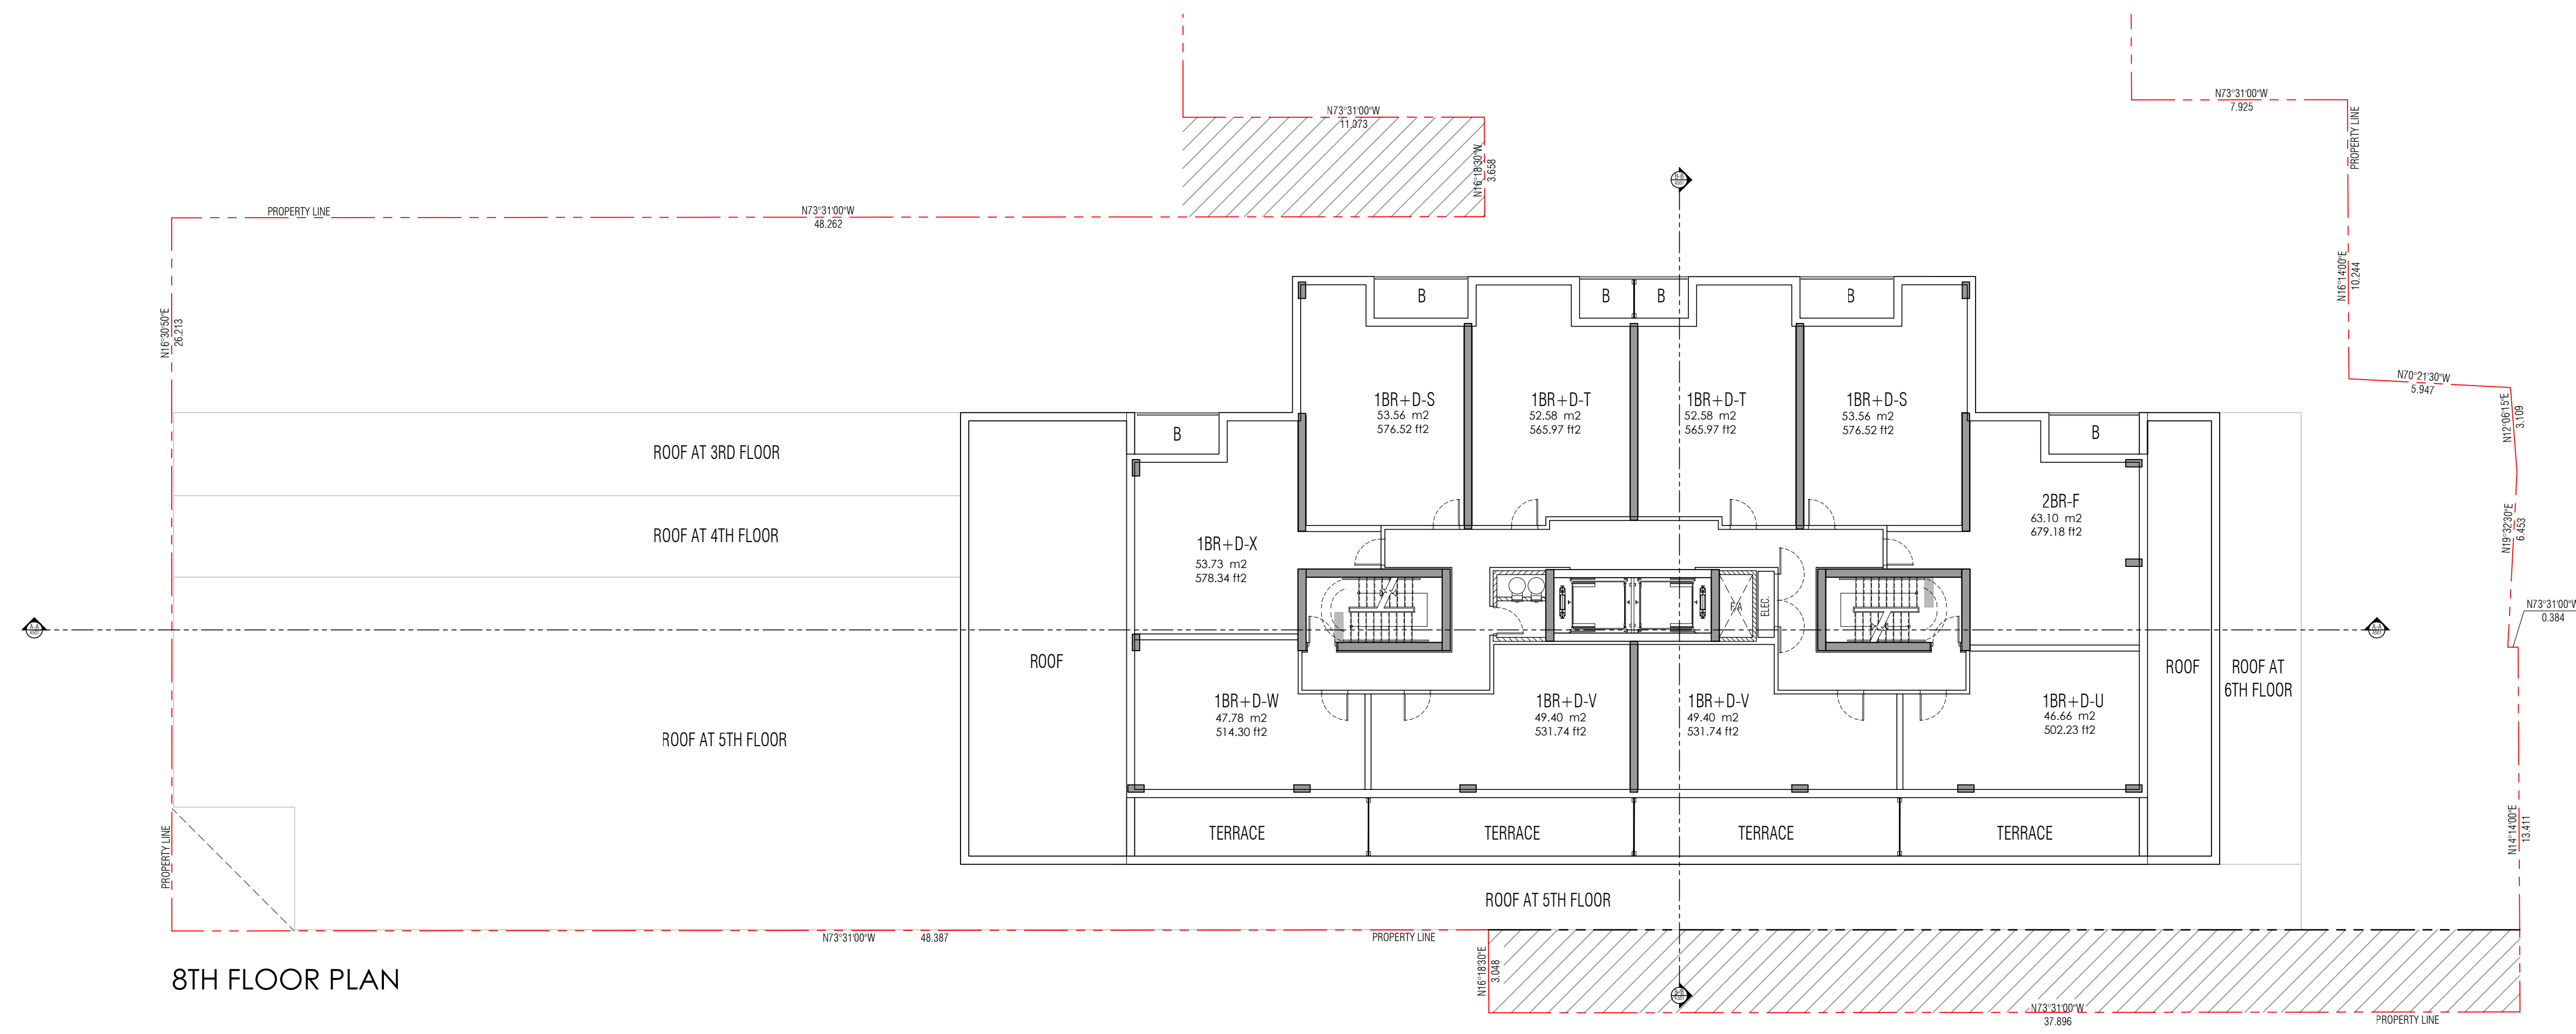 N73°31'00"W
7.925
N73°31'00"W
11.073
PROPERTY LINE
N16°18'30"W
3.658
PROPERTY LINE
N73°31'00"W
48.262
N16°14'00"E
10.244
N16°30'50"E
26.213
B
B
B
B
N70°21'30"W
5.947
1BR+D-S
53.56 m2
576.52 ft2
1BR+D-T
52.58 m2
565.97 ft2
1BR+D-T
52.58 m2
565.97 ft2
1BR+D-S
53.56 m2
576.52 ft2
N12°06'15"E
3.109
B
B
ROOF AT 3RD FLOOR
2BR-F
63.10 m2
679.18 ft2
N19°32'30"E
6.453
ROOF AT 4TH FLOOR
1BR+D-X
53.73 m2
578.34 ft2
ELEC.
N73°31'00"W
0.384
ROOF
ROOF
ROOF AT
6TH FLOOR
1BR+D-W
47.78 m2
514.30 ft2
1BR+D-V
49.40 m2
531.74 ft2
1BR+D-V
49.40 m2
531.74 ft2
1BR+D-U
46.66 m2
502.23 ft2
ROOF AT 5TH FLOOR
TERRACE
TERRACE
TERRACE
TERRACE
N14°14'00"E
13.411
PROPERTY LINE
ROOF AT 5TH FLOOR
N73°31'00"W
48.387
PROPERTY LINE
8TH FLOOR PLAN
N16°18'30"E
3.048
N73°31'00"W
37.896
PROPERTY LINE